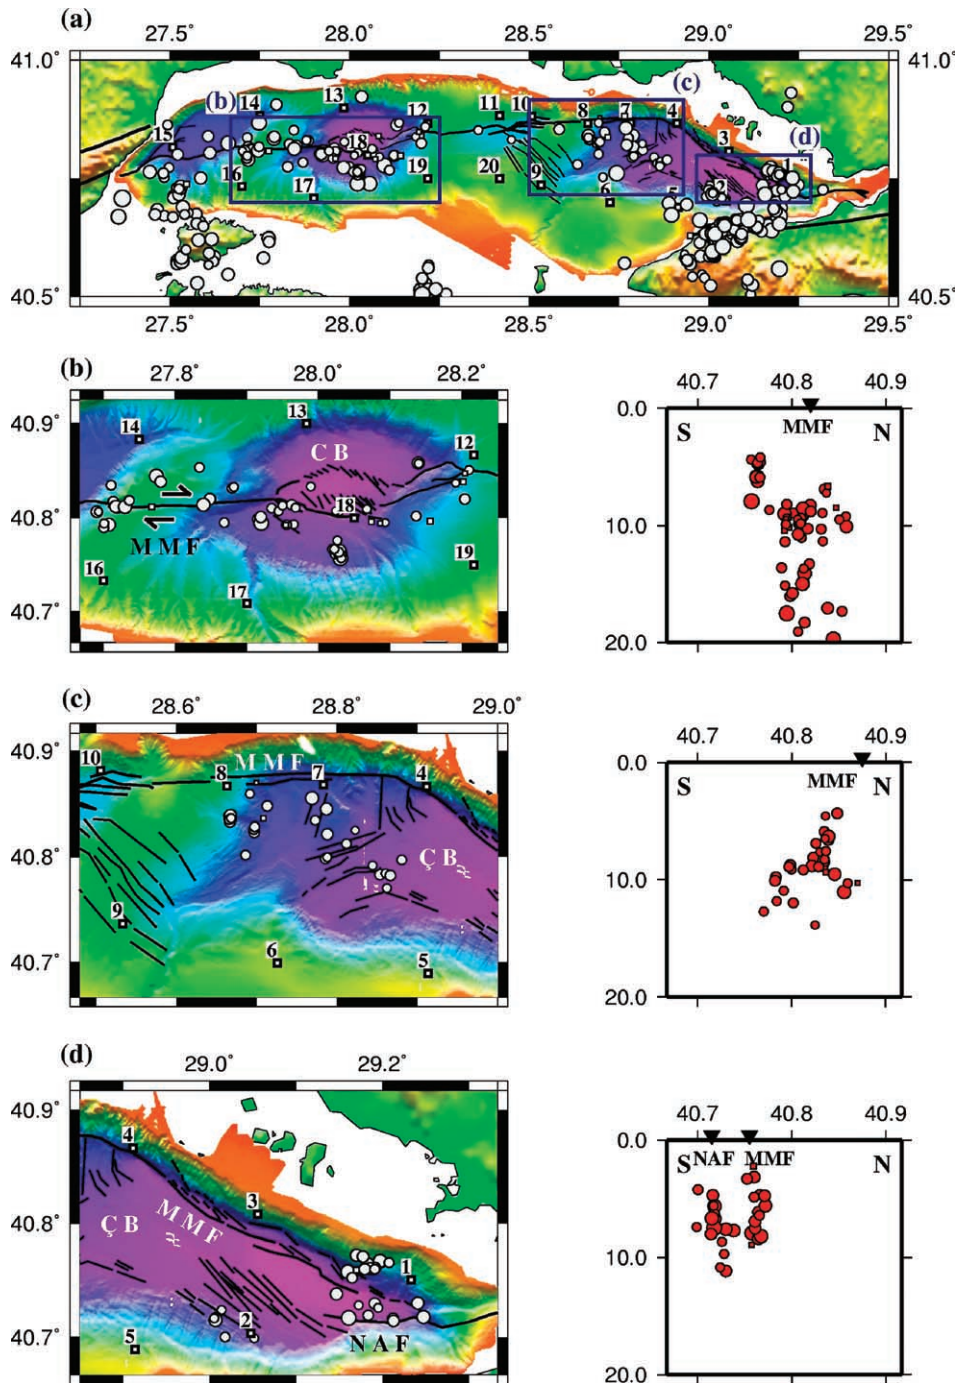 (a)
27.5° 28.0° 28.5° 29.0° 29.5°
41.0° 41.0°
(b) (c) (d)
15 14 13 12 11 10 8 7 4 3
16 17 18 19 20 9 6 5 2 1
40.5° 40.5°
27.5° 28.0° 28.5° 29.0° 29.5°
(b)
27.8° 28.0° 28.2°
40.9°
40.8°
40.7°
14 13 12
C B
18
M M F
16 17 19
40.7 40.8 40.9
0.0
10.0
20.0
S MMF N
(c)
28.6° 28.8° 29.0°
40.9°
40.8°
40.7°
10 8 M M F 7 4
Ç B
9 6 5
40.7 40.8 40.9
0.0
10.0
20.0
S MMF N
(d)
29.0° 29.2°
40.9°
40.8°
40.7°
4 3
Ç B M M F
1
2
5 N A F
40.7 40.8 40.9
0.0
10.0
20.0
S NAF MMF N